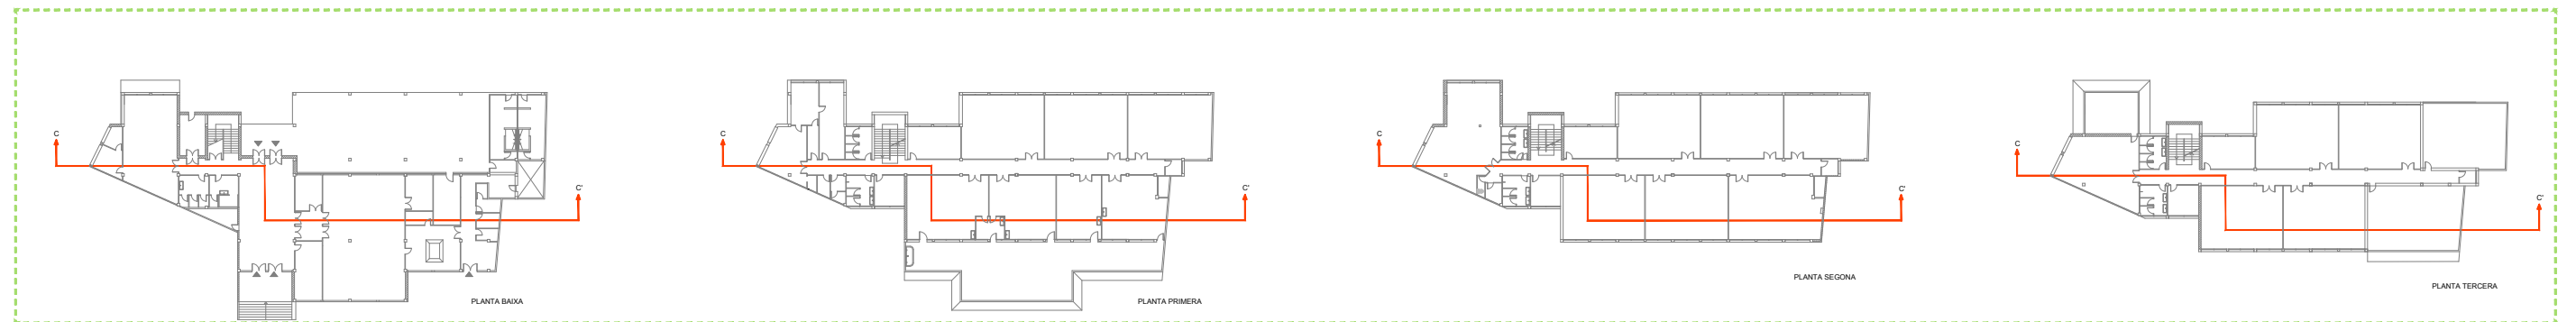 C
C'
PLANTA BAIXA
C
C'
PLANTA PRIMERA
C
C'
PLANTA SEGONA
C
C'
PLANTA TERCERA